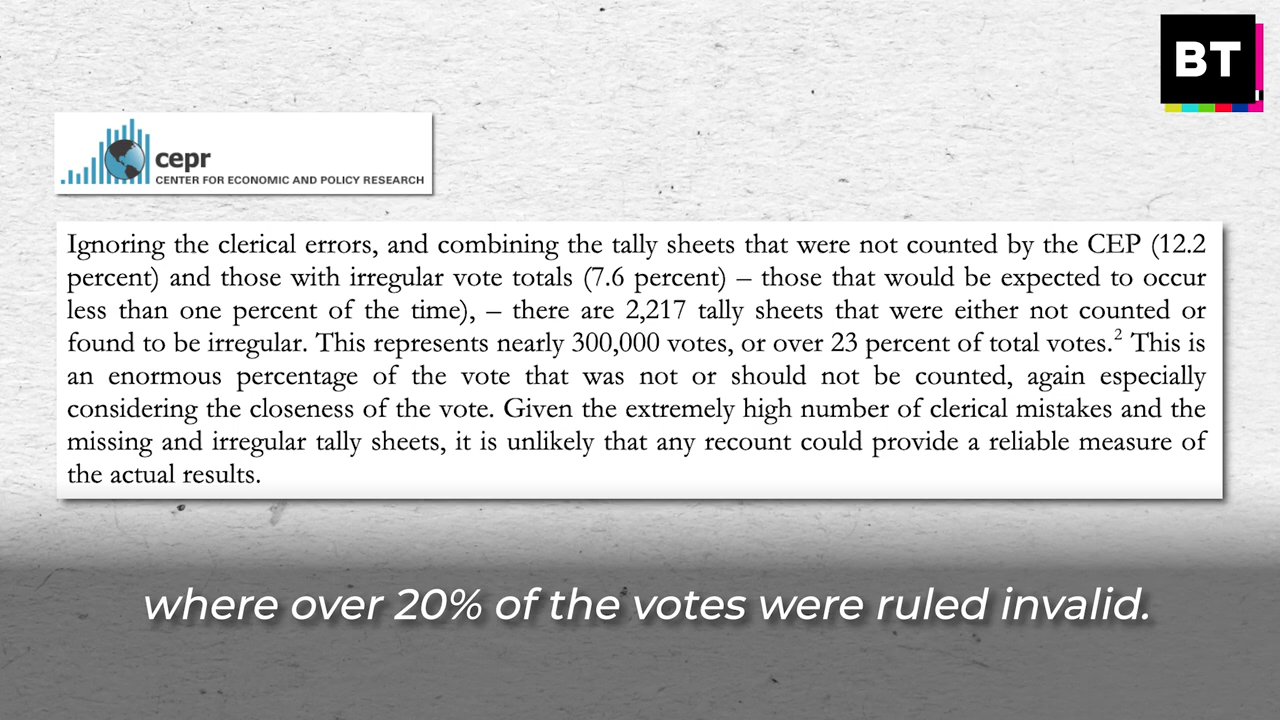 BT
cepr
CENTER FOR ECONOMIC AND POLICY RESEARCH
Ignoring the clerical errors, and combining the tally sheets that were not counted by the CEP (12.2
percent) and those with irregular vote totals (7.6 percent) – those that would be expected to occur
less than one percent of the time), – there are 2,217 tally sheets that were either not counted or
found to be irregular. This represents nearly 300,000 votes, or over 23 percent of total votes.² This is
an enormous percentage of the vote that was not or should not be counted, again especially
considering the closeness of the vote. Given the extremely high number of clerical mistakes and the
missing and irregular tally sheets, it is unlikely that any recount could provide a reliable measure of
the actual results.
where over 20% of the votes were ruled invalid.